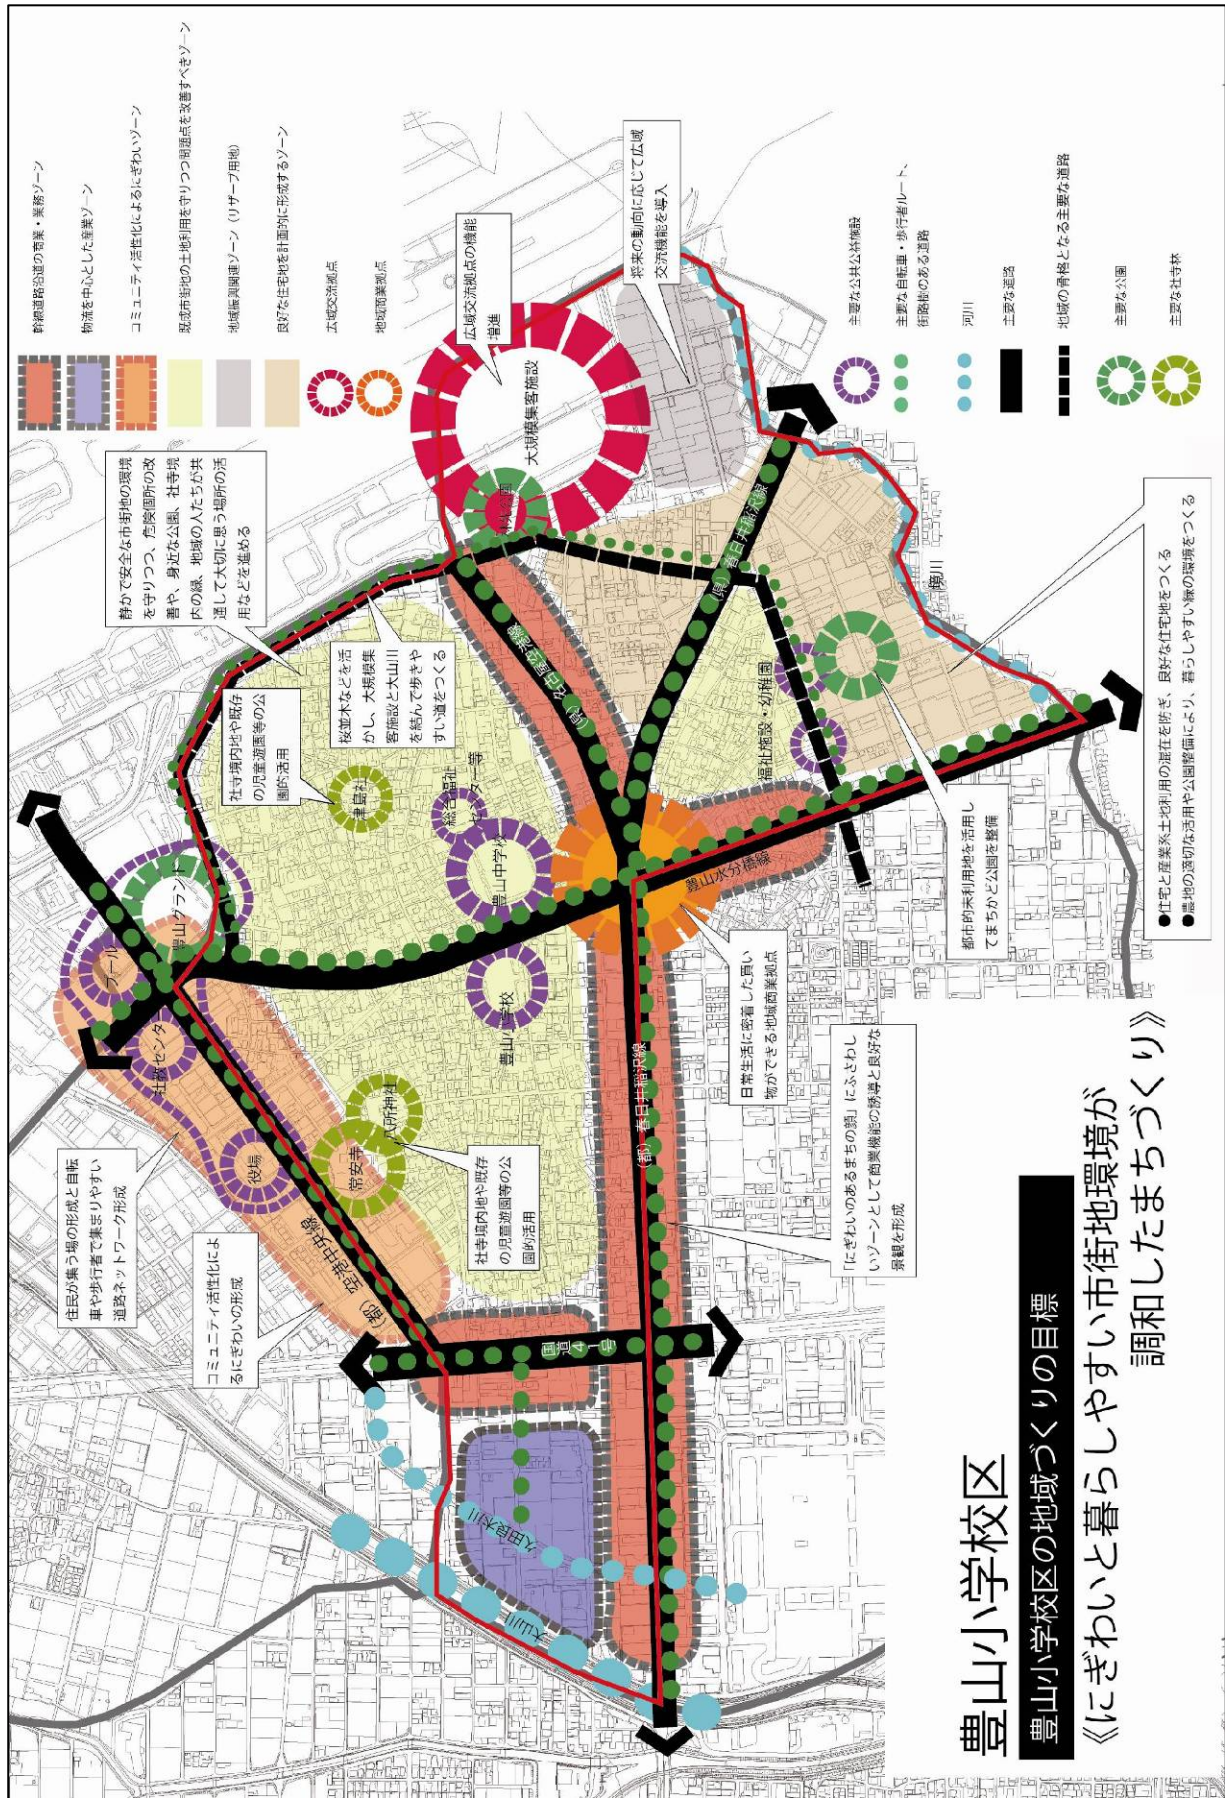 豊山小学校区
豊山小学校区の地域づくりの目標
《にぎわいと暮らしやすい市街地環境が
調和したまちづくり》
住民が集う場の形成と自転
車や歩行者で集まりやすい
道路ネットワーク形成
コミュニティ活性化によ
るにぎわいの形成
社寺境内地や既存
の児童遊園等の公
園的活用
「にぎわいのあるまちの顔」にふさわし
いゾーンとして商業機能の誘導と良好な
景観を形成
日常生活に密着した買い
物ができる地域商業拠点
都市的未利用地を活用し
てまちかど公園を整備
●住宅と産業系土地利用の混在を防ぎ、良好な住宅地をつくる
●農地の適切な活用や公園整備により、暮らしやすい緑の環境をつくる
社寺境内地や既存
の児童遊園等の公
園的活用
桜並木などを活
かし、大規模集
客施設と大山川
を結んで歩きや
すい道をつくる
静かで安全な市街地の環境
を守りつつ、危険個所の改
善や、身近な公園、社寺境
内の緑、地域の人たちが共
通して大切に思う場所の活
用などを進める
広域交流拠点の機能
増進
将来の動向に応じて広域
交流機能を導入
大山川
久田良木川
国道41号
(都)空港中央線
(都)春日井稲沢線
役場
社教センター
プール
豊山グランド
常安寺
八所神社
豊山小学校
豊山中学校
総合福祉
センター等
津島社
豊山水分橋線
(県)名古屋空港線
(県)春日井稲沢線
福祉施設・幼稚園
大規模集客施設
境川
幹線道路沿道の商業・業務ゾーン
物流を中心とした産業ゾーン
コミュニティ活性化によるにぎわいゾーン
既成市街地の土地利用を守りつつ問題点を改善すべきゾーン
地域振興関連ゾーン(リザーブ用地)
良好な住宅地を計画的に形成するゾーン
広域交流拠点
地域商業拠点
主要な公共公益施設
主要な自転車・歩行者ルート、
街路樹のある道路
河川
主要な道路
地域の骨格となる主要な道路
主要な公園
主要な社寺林